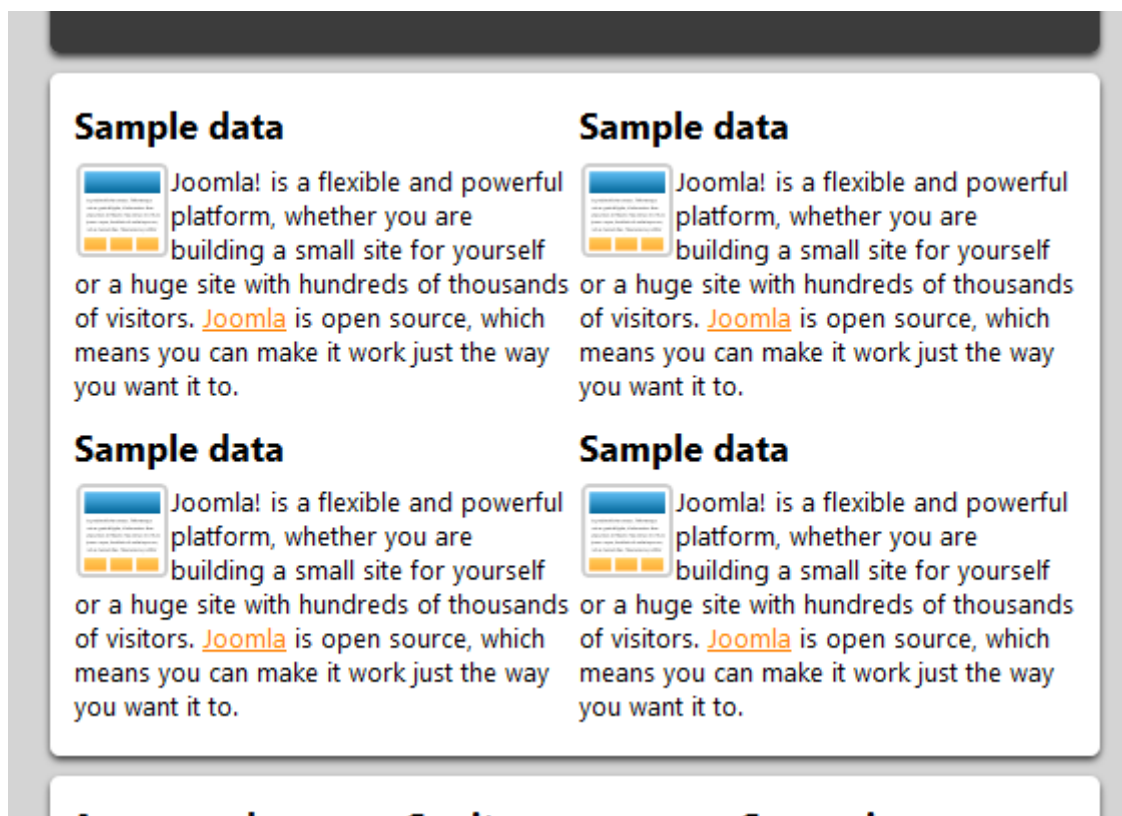 Sample data
Joomla! is a flexible and powerful
platform, whether you are
building a small site for yourself
or a huge site with hundreds of thousands
of visitors. Joomla is open source, which
means you can make it work just the way
you want it to.
Sample data
Joomla! is a flexible and powerful
platform, whether you are
building a small site for yourself
or a huge site with hundreds of thousands
of visitors. Joomla is open source, which
means you can make it work just the way
you want it to.
Sample data
Joomla! is a flexible and powerful
platform, whether you are
building a small site for yourself
or a huge site with hundreds of thousands
of visitors. Joomla is open source, which
means you can make it work just the way
you want it to.
Sample data
Joomla! is a flexible and powerful
platform, whether you are
building a small site for yourself
or a huge site with hundreds of thousands
of visitors. Joomla is open source, which
means you can make it work just the way
you want it to.